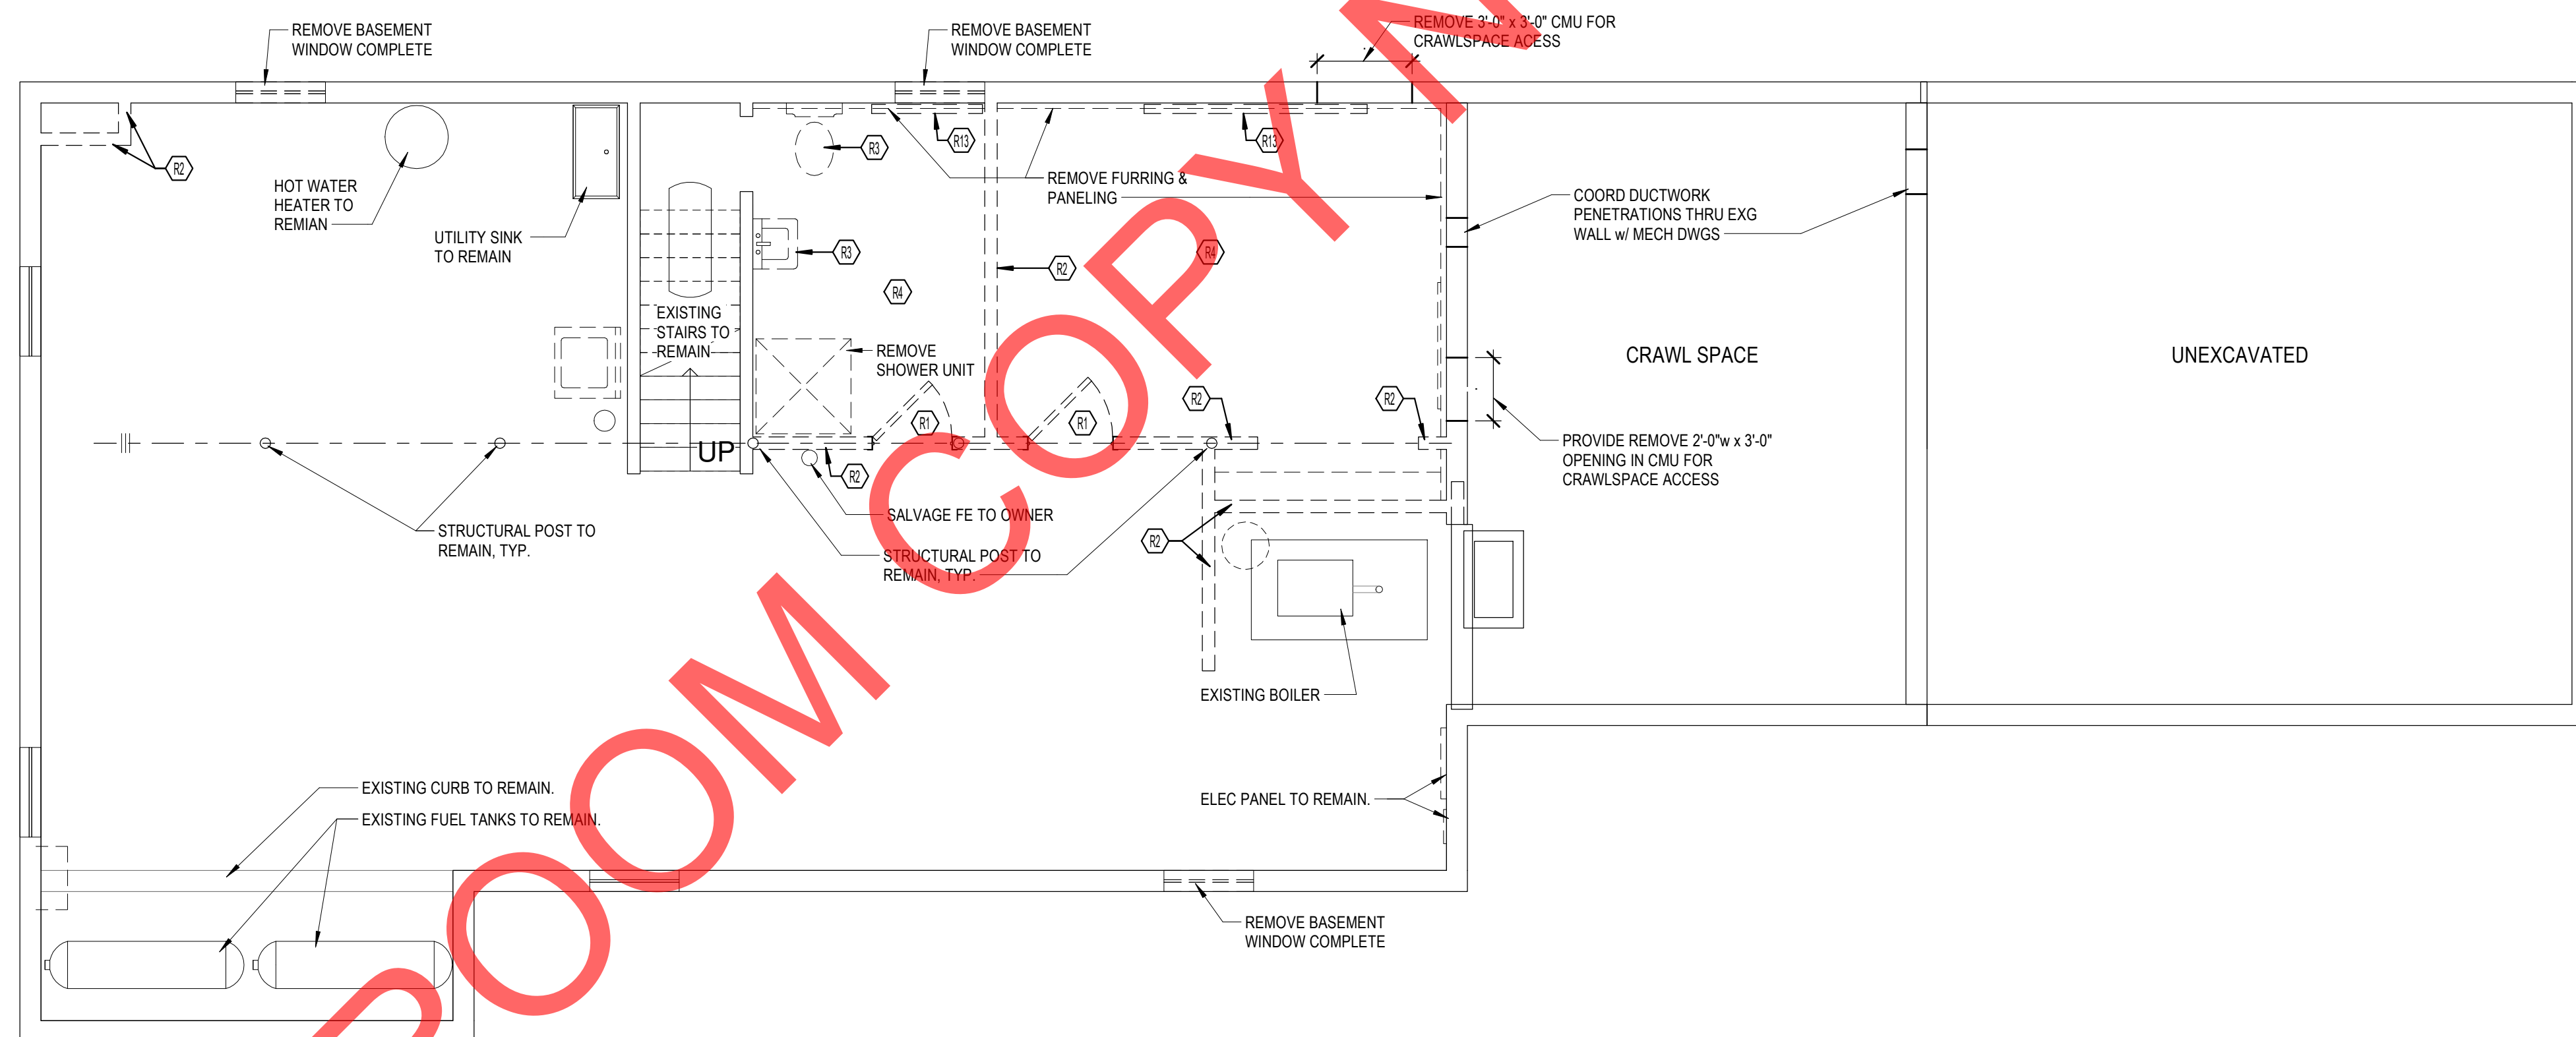 REMOVE BASEMENT
WINDOW COMPLETE
REMOVE BASEMENT
WINDOW COMPLETE
REMOVE 3'-0" x 3'-0" CMU FOR
CRAWLSPACE ACESS
R2
HOT WATER
HEATER TO
REMIAN
UTILITY SINK
TO REMAIN
R3
R13
R13
REMOVE FURRING &
PANELING
COORD DUCTWORK
PENETRATIONS THRU EXG
WALL w/ MECH DWGS
R3
R2
R4
R4
EXISTING
STAIRS TO
REMAIN
REMOVE
SHOWER UNIT
CRAWL SPACE
UNEXCAVATED
R1
R1
R2
R2
UP
R2
PROVIDE REMOVE 2'-0"w x 3'-0"
OPENING IN CMU FOR
CRAWLSPACE ACCESS
SALVAGE FE TO OWNER
STRUCTURAL POST TO
REMAIN, TYP.
STRUCTURAL POST TO
REMAIN, TYP.
R2
EXISTING BOILER
EXISTING CURB TO REMAIN.
EXISTING FUEL TANKS TO REMAIN.
ELEC PANEL TO REMAIN.
REMOVE BASEMENT
WINDOW COMPLETE
ROOM COPY N